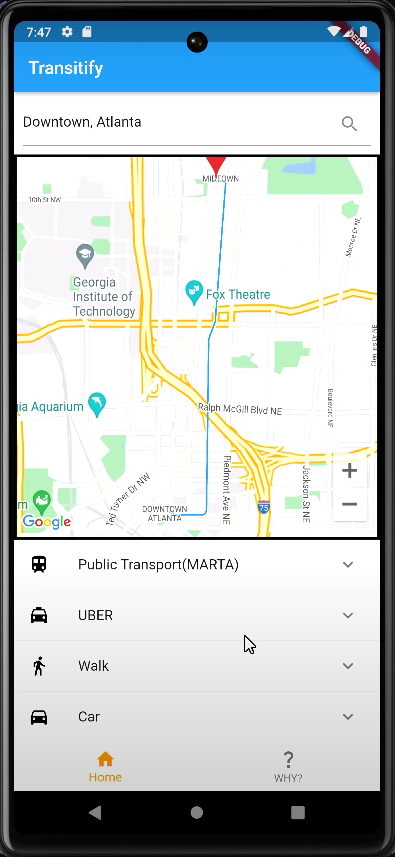 7:47
DEBUG
Transitify
Downtown, Atlanta
MIDTOWN
10th St NW
Monroe Dr NE
Georgia
Institute of
Technology
Fox Theatre
ia Aquarium
Ralph McGill Blvd NE
Boulevard NE
Ted Turner Dr NW
Piedmont Ave NE
Jackson St NE
DOWNTOWN
ATLANTA
75
m
Google
+
−
Public Transport(MARTA)
UBER
Walk
Car
Home
?
WHY?